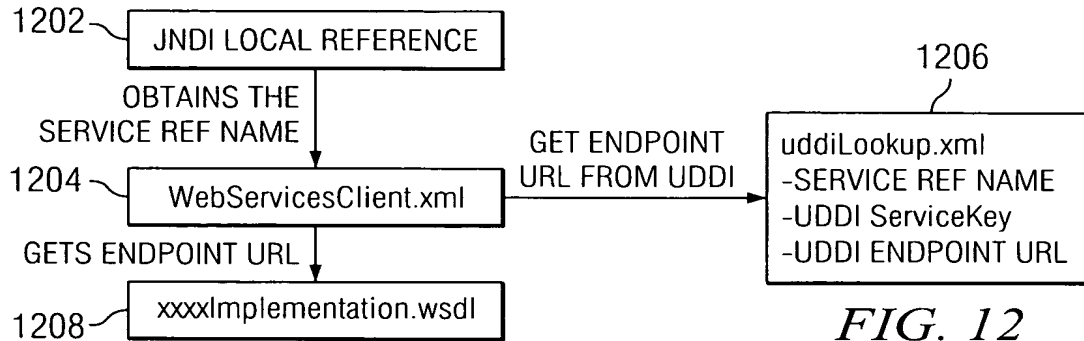 1202
JNDI LOCAL REFERENCE
OBTAINS THE
SERVICE REF NAME
1204
WebServicesClient.xml
GET ENDPOINT
URL FROM UDDI
1206
uddiLookup.xml
-SERVICE REF NAME
-UDDI ServiceKey
-UDDI ENDPOINT URL
GETS ENDPOINT URL
1208
xxxxImplementation.wsdl
FIG. 12